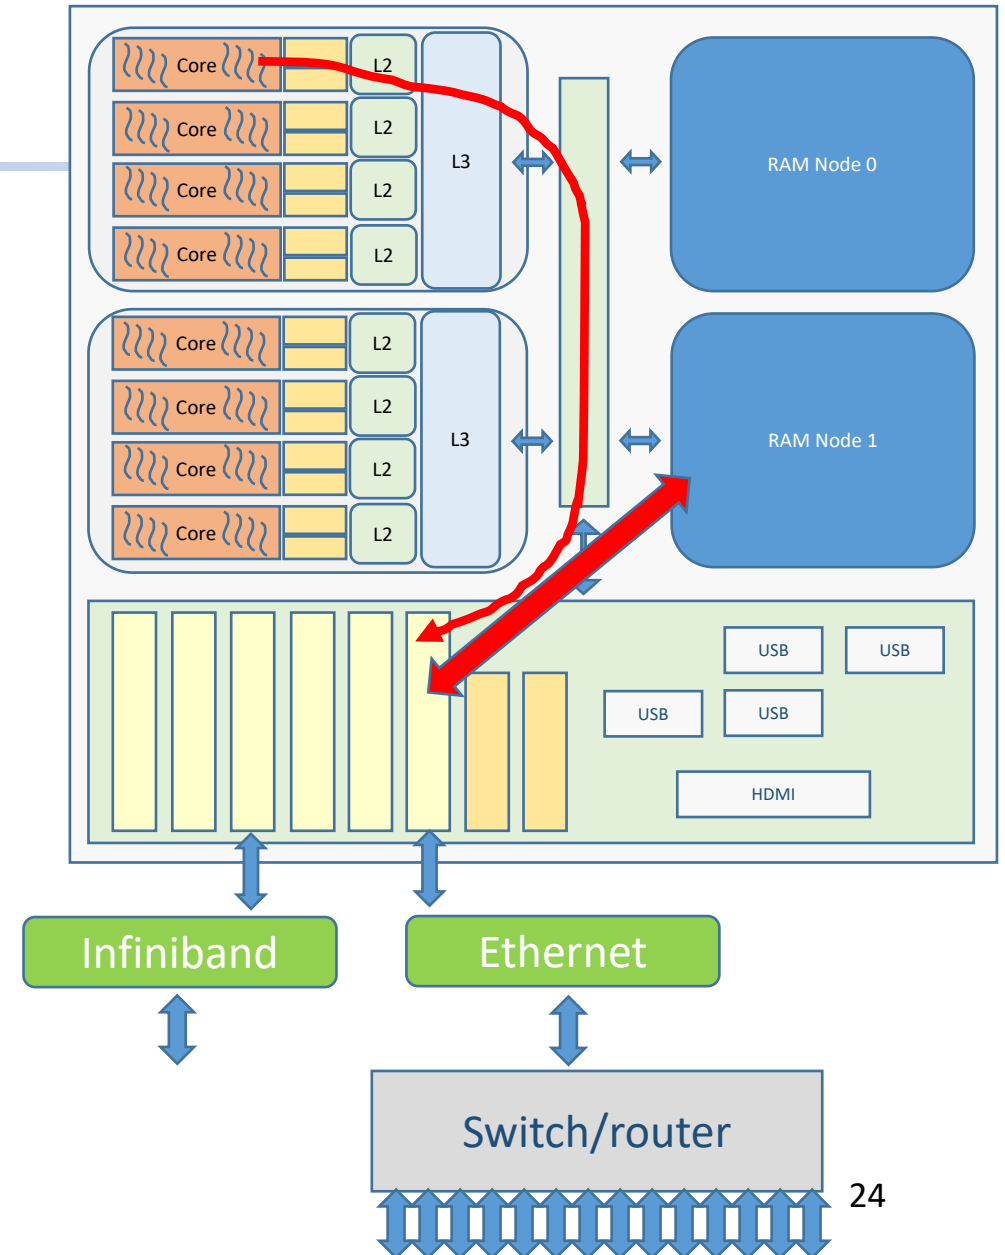 Core
L2
Core
L2
Core
L2
Core
L2
L3
RAM Node 0
Core
L2
Core
L2
Core
L2
Core
L2
L3
RAM Node 1
USB
USB
USB
USB
HDMI
Infiniband
Ethernet
Switch/router
24